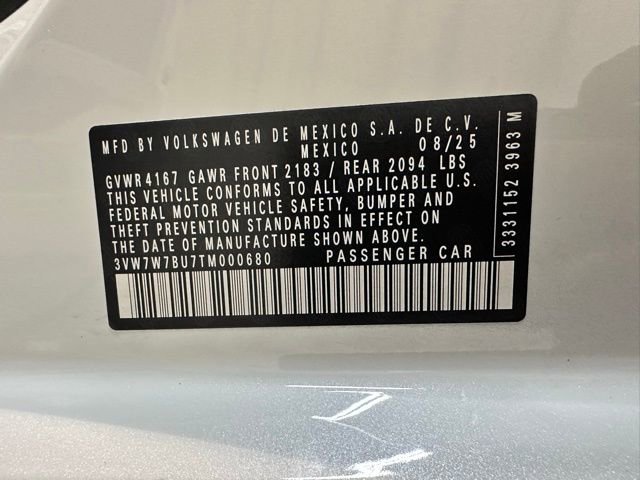 MFD BY VOLKSWAGEN DE MEXICO S.A. DE C.V.
MEXICO 08/25
GVWR 4167 GAWR FRONT 2183 / REAR 2094 LBS
THIS VEHICLE CONFORMS TO ALL APPLICABLE U.S.
FEDERAL MOTOR VEHICLE SAFETY, BUMPER AND
THEFT PREVENTION STANDARDS IN EFFECT ON
THE DATE OF MANUFACTURE SHOWN ABOVE.
3VW7W7BU7TM000680 PASSENGER CAR
3331152 3963 M